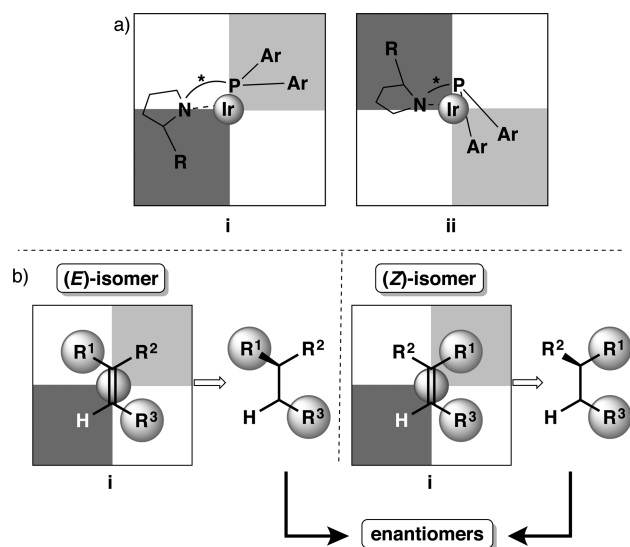 a)
Ar
R
* P
* P Ar
N Ir
N Ir
Ar
R
Ar
i
ii
b)
(E)-isomer
(Z)-isomer
R1 R2
R1 R2
R2 R1
R2 R1
H R3
H R3
H R3
H R3
i
i
enantiomers